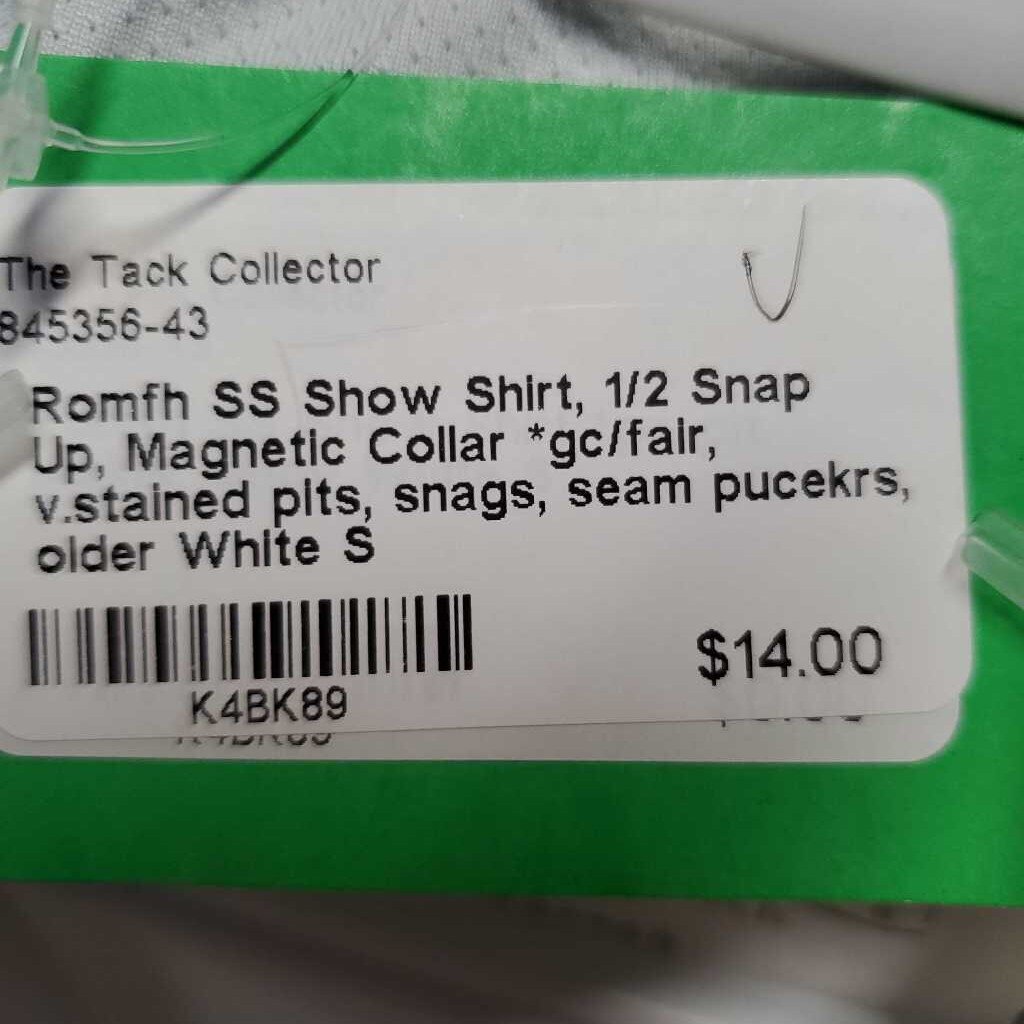 The Tack Collector
845356-43
Romfh SS Show Shirt, 1/2 Snap
Up, Magnetic Collar *gc/fair,
v.stained pits, snags, seam pucekrs,
older White S
$14.00
K4BK89